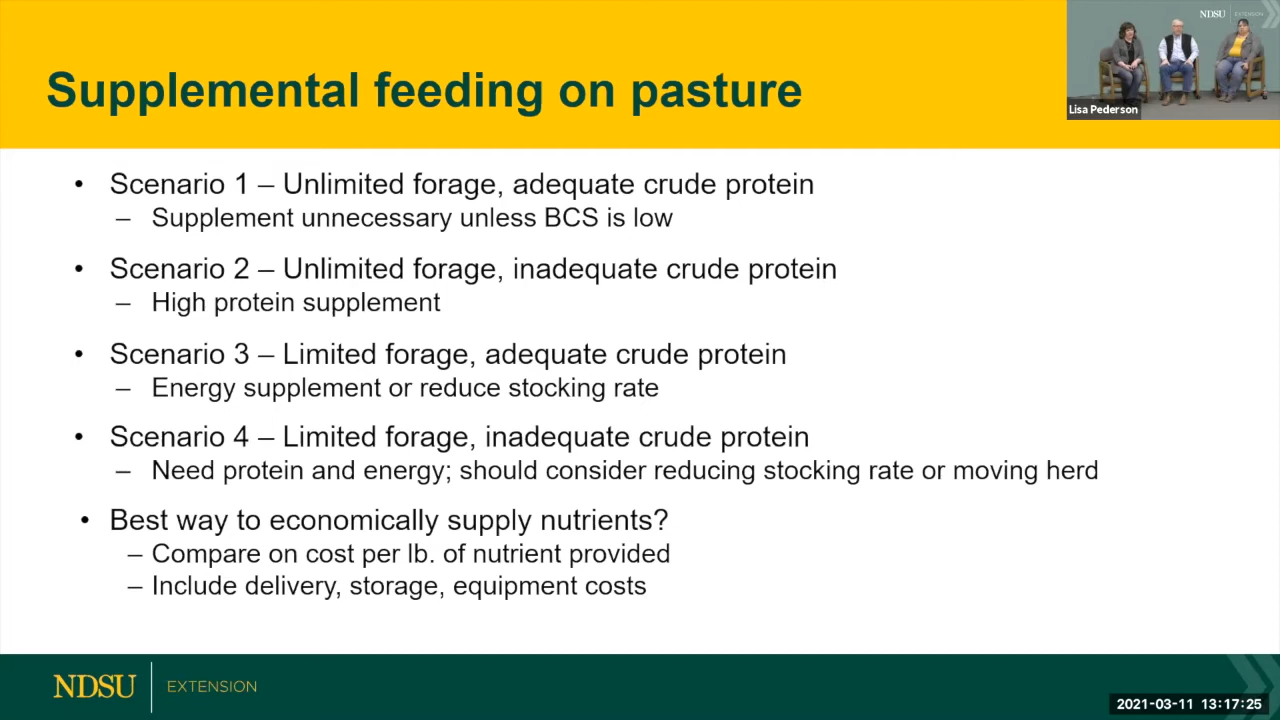 Supplemental feeding on pasture
NDSU EXTENSION
Lisa Pederson
• Scenario 1 – Unlimited forage, adequate crude protein
– Supplement unnecessary unless BCS is low
• Scenario 2 – Unlimited forage, inadequate crude protein
– High protein supplement
• Scenario 3 – Limited forage, adequate crude protein
– Energy supplement or reduce stocking rate
• Scenario 4 – Limited forage, inadequate crude protein
– Need protein and energy; should consider reducing stocking rate or moving herd
• Best way to economically supply nutrients?
– Compare on cost per lb. of nutrient provided
– Include delivery, storage, equipment costs
NDSU EXTENSION
2021-03-11 13:17:25